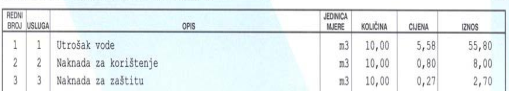 REDNI BROJ USLUGA OPIS JEDINICA MJERE KOLIČINA CIJENA IZNOS
1 1 Utrošak vode m3 10,00 5,58 55,80
2 2 Naknada za korištenje m3 10,00 0,80 8,00
3 3 Naknada za zaštitu m3 10,00 0,27 2,70